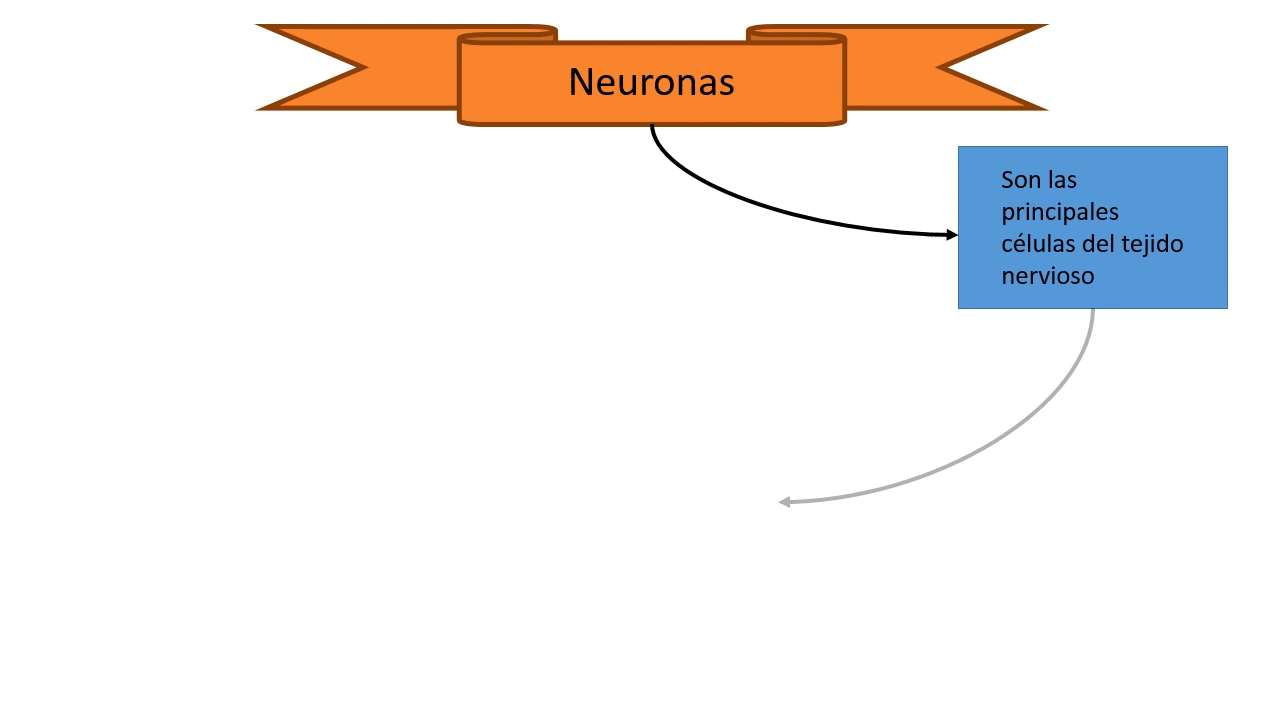 Neuronas
Son las
principales
células del tejido
nervioso